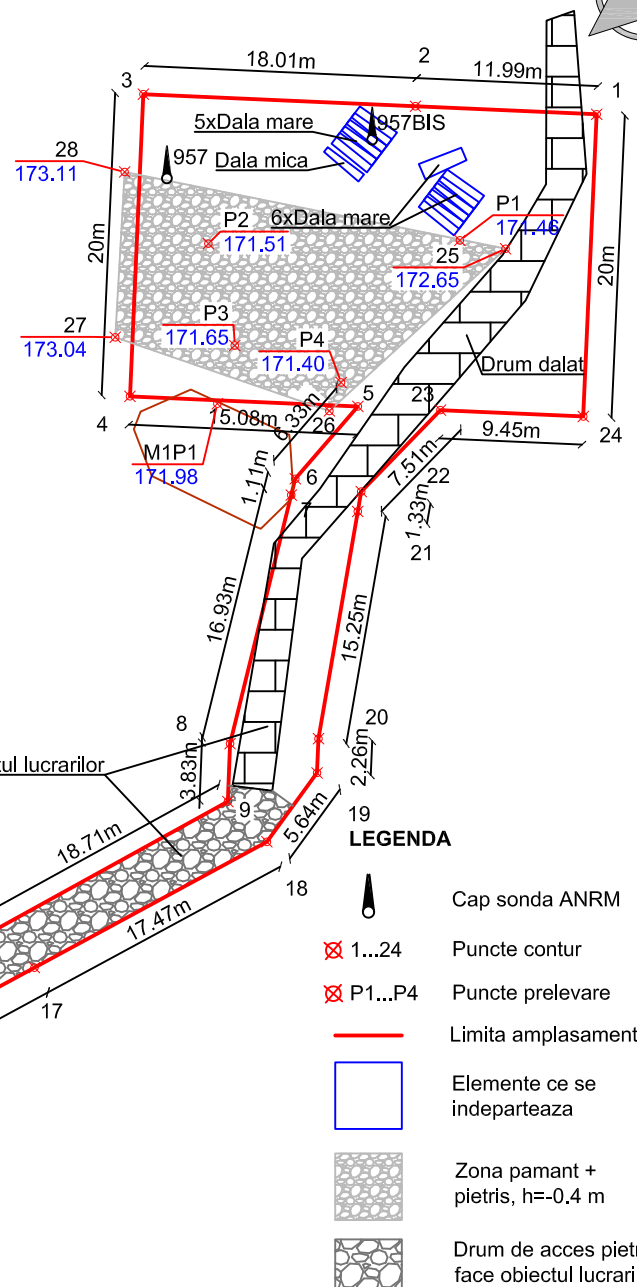 18.01m
2
11.99m
3
1
5xDala mare
957BIS
28
173.11
957
Dala mica
P1
171.46
6xDala mare
P2
171.51
25
172.65
20m
20m
27
173.04
P3
171.65
P4
171.40
Drum dalat
5
23
4
15.08m
26
24
6.33m
9.45m
M1P1
171.98
7.51m
1.11m
6
22
7
1.33m
21
16.93m
15.25m
8
20
3.83m
2.26m
tul lucrarilor
9
5.64m
19
18.71m
LEGENDA
18
17.47m
Cap sonda ANRM
1...24 Puncte contur
P1...P4 Puncte prelevare
17
Limita amplasament
Elemente ce se
indeparteaza
Zona pamant +
pietris, h=-0.4 m
Drum de acces piet
face obiectul lucrari